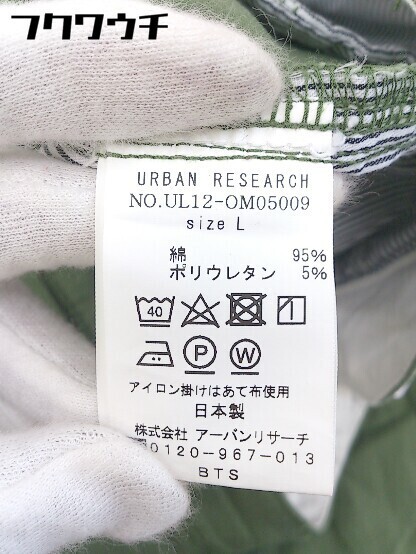 フクワウチ
URBAN RESEARCH
NO.UL12-OM05009
size L
綿 95%
ポリウレタン 5%
40
P W
アイロン掛けはあて布使用
日本製
株式会社 アーバンリサーチ
0120-967-013
BTS